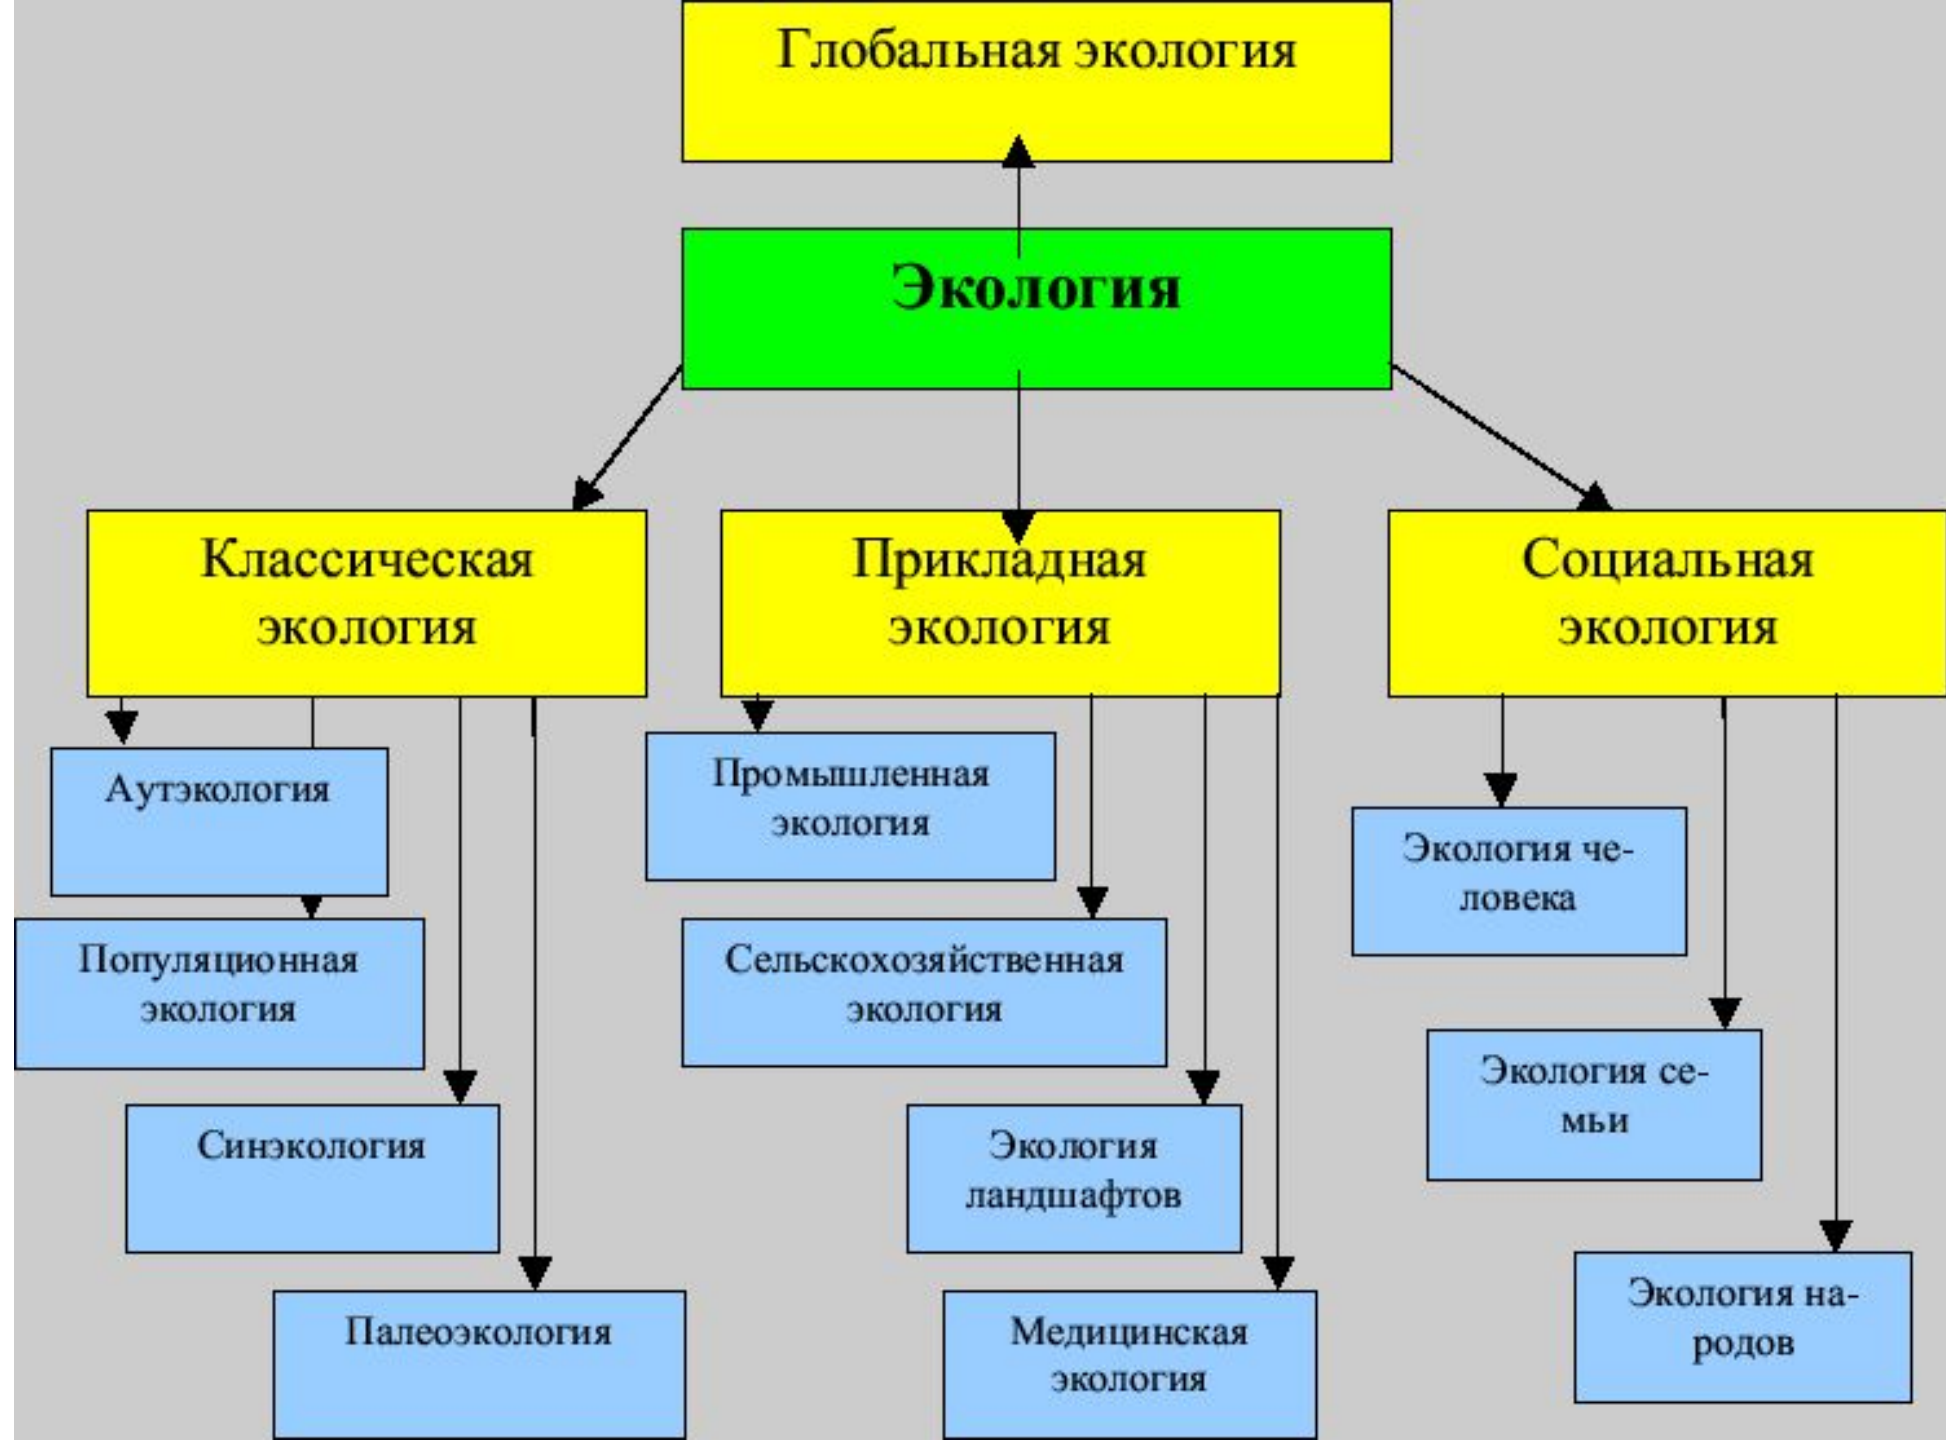 Глобальная экология
Экология
Классическая
экология
Прикладная
экология
Социальная
экология
Аутэкология
Популяционная
экология
Синэкология
Палеоэкология
Промышленная
экология
Сельскохозяйственная
экология
Экология
ландшафтов
Медицинская
экология
Экология че-
ловека
Экология се-
мьи
Экология на-
родов